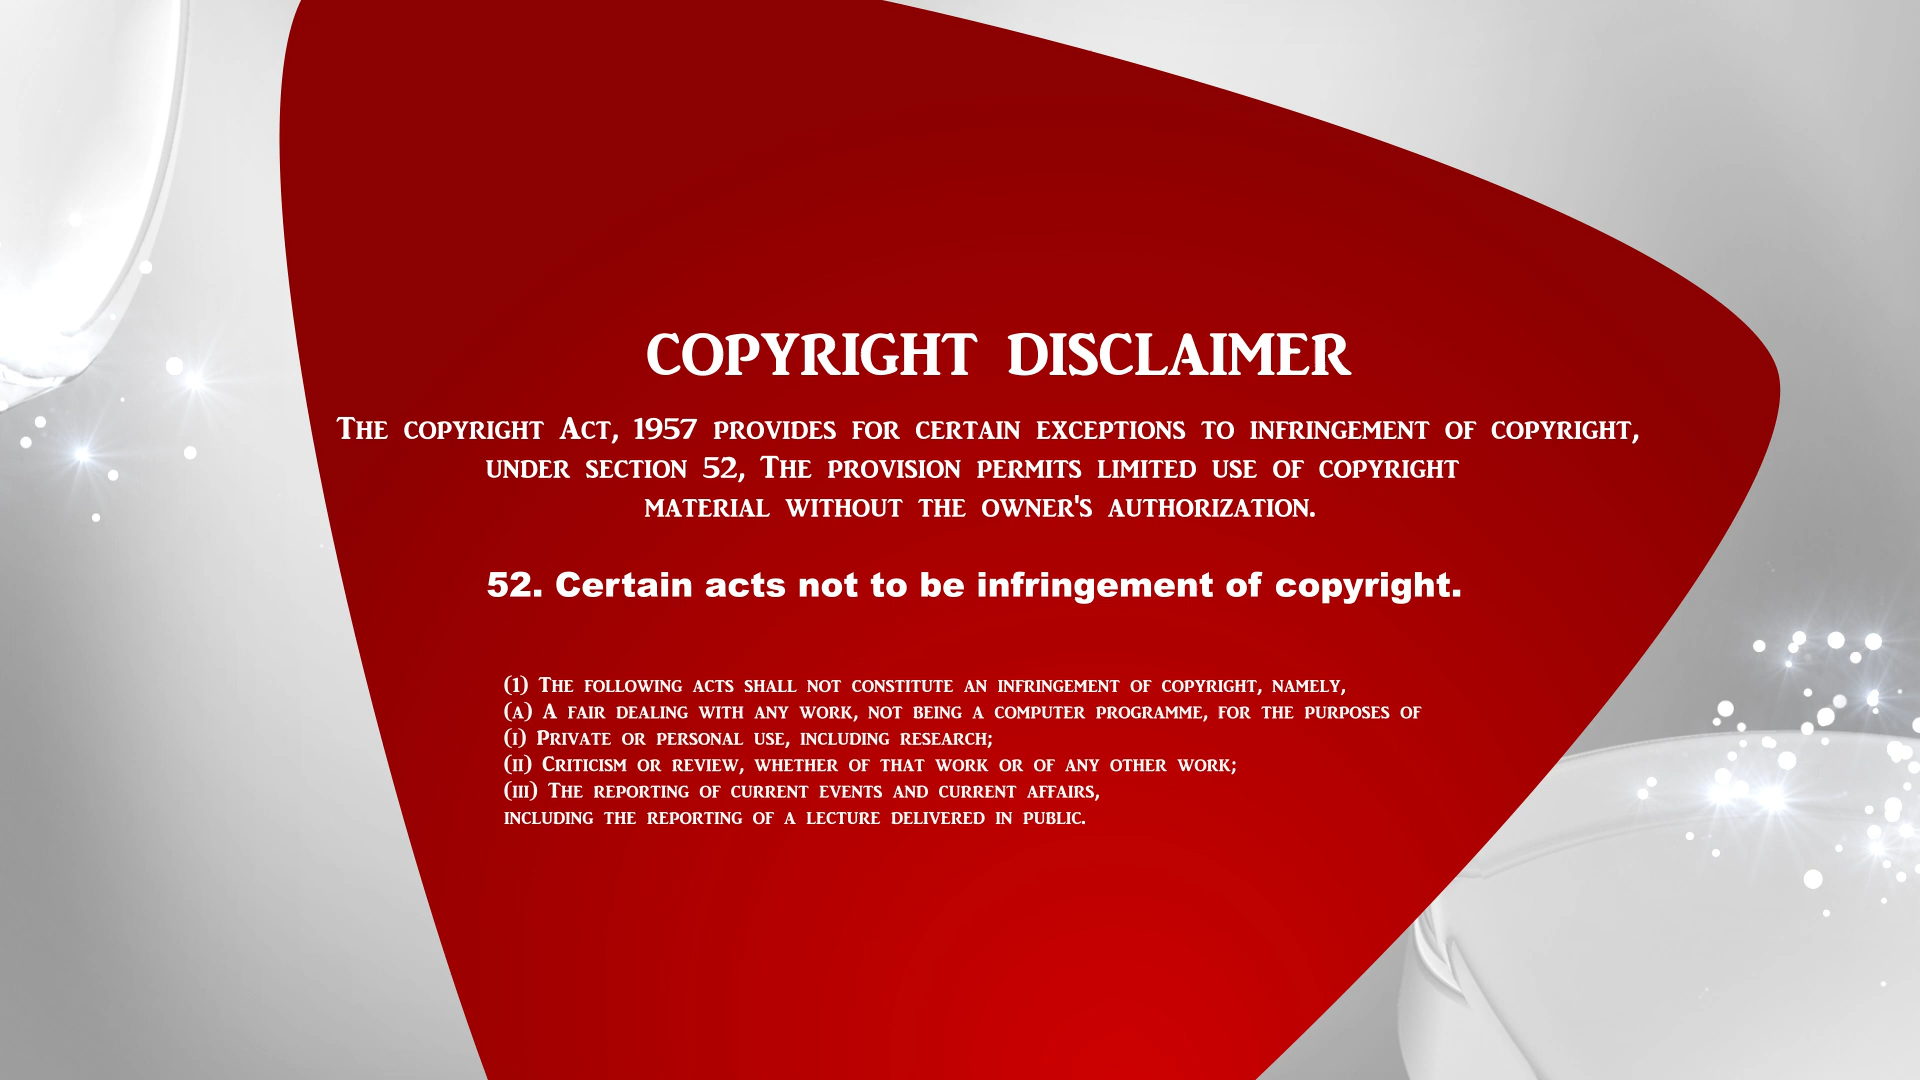 COPYRIGHT DISCLAIMER
The copyright Act, 1957 provides for certain exceptions to infringement of copyright,
under section 52, The provision permits limited use of copyright
material without the owner's authorization.
52. Certain acts not to be infringement of copyright.
(1) The following acts shall not constitute an infringement of copyright, namely,
(a) A fair dealing with any work, not being a computer programme, for the purposes of
(i) Private or personal use, including research;
(ii) Criticism or review, whether of that work or of any other work;
(iii) The reporting of current events and current affairs,
including the reporting of a lecture delivered in public.